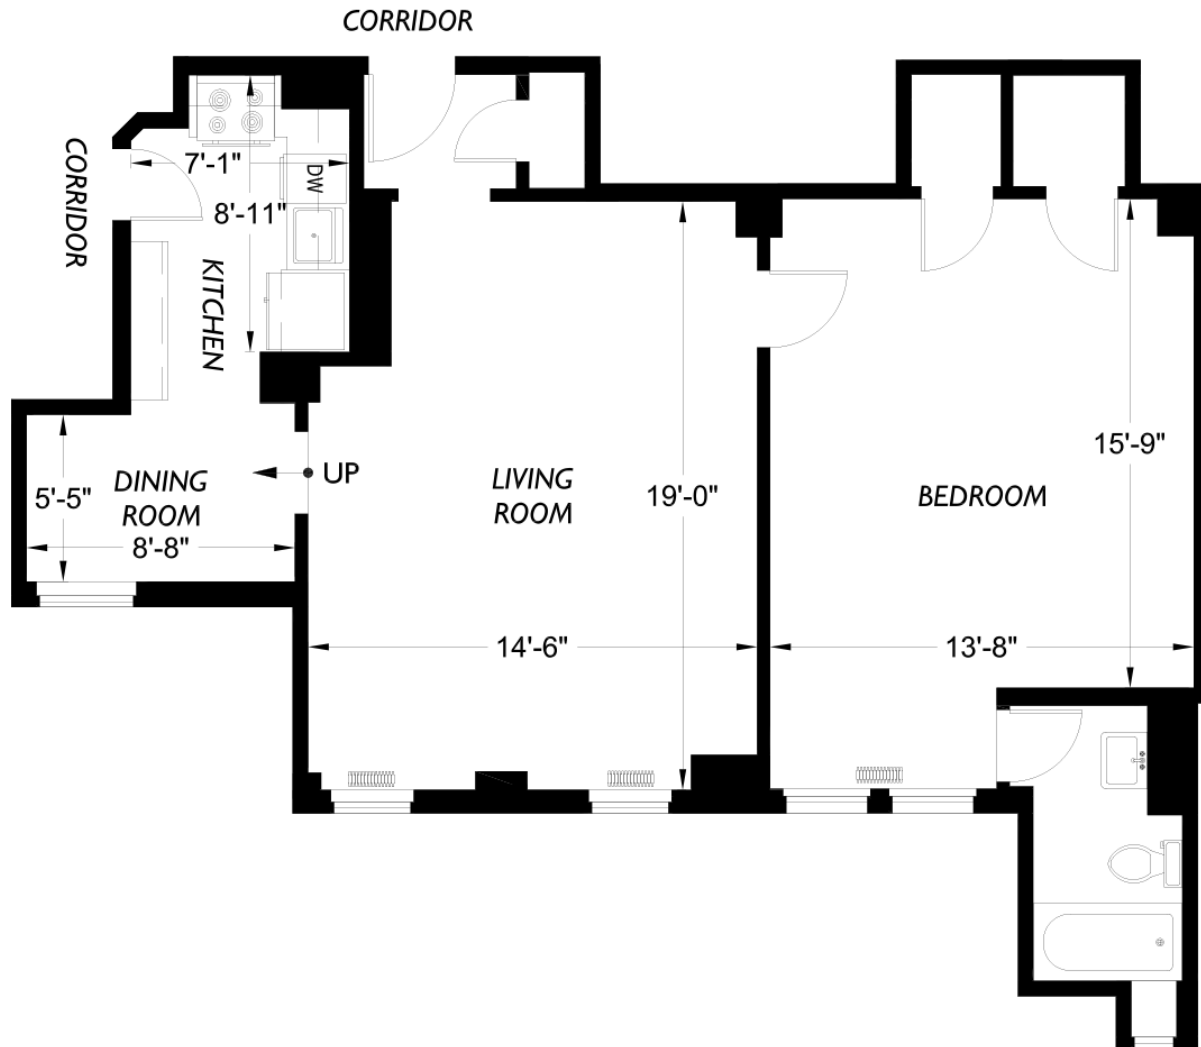 CORRIDOR
CORRIDOR
7'-1"
DW
8'-11"
KITCHEN
15'-9"
DINING
ROOM
5'-5"
8'-8"
UP
LIVING
ROOM
19'-0"
BEDROOM
14'-6"
13'-8"